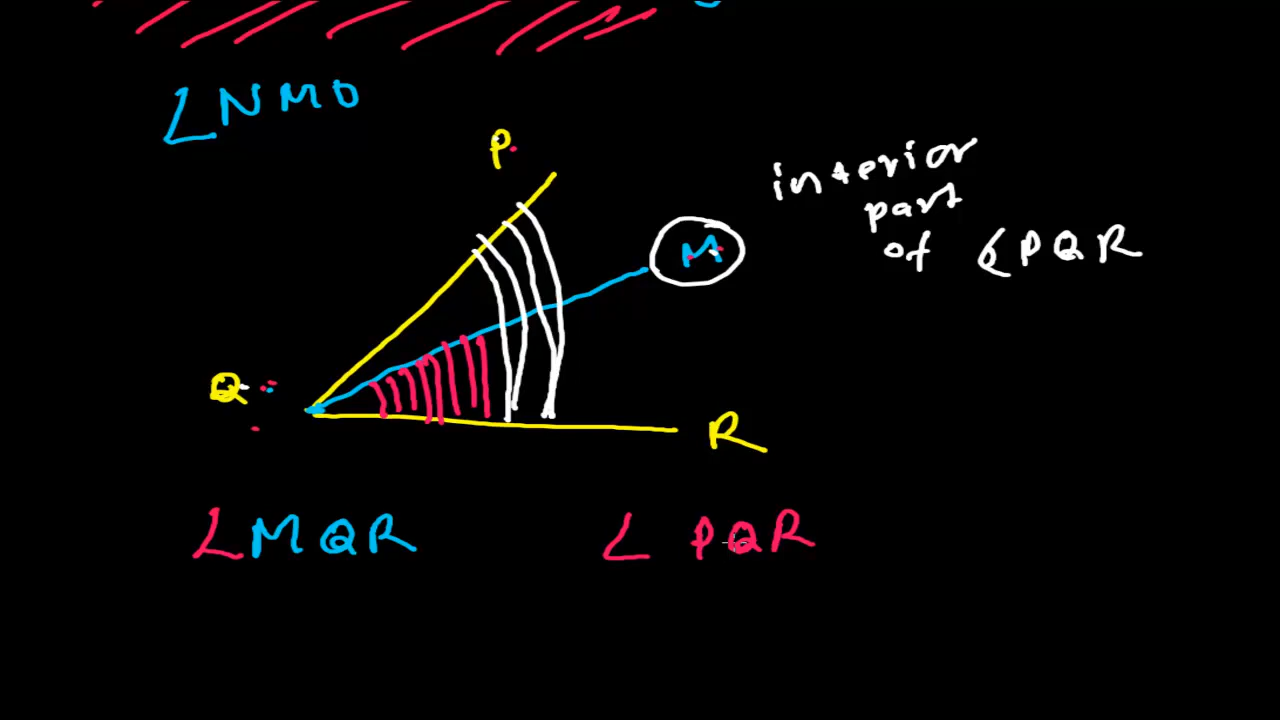 ∠NMO
P
interior
part
of ∠PQR
M
Q
R
∠MQR
∠ PQR